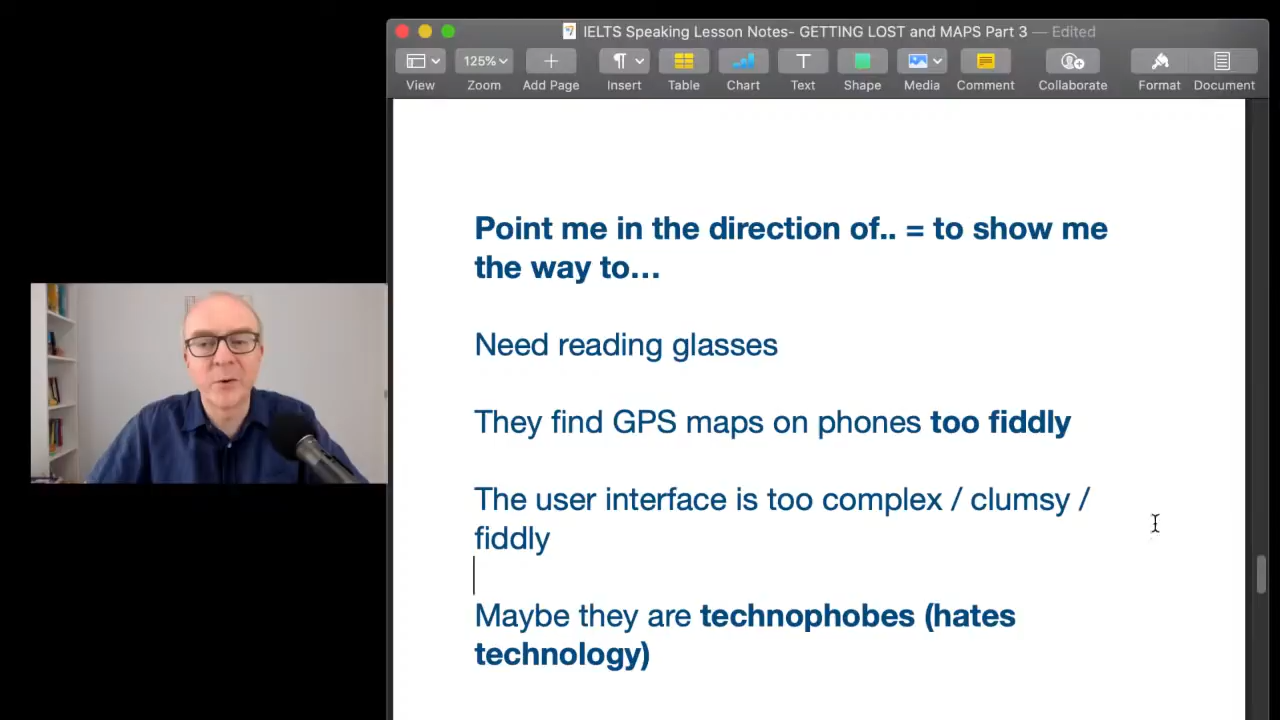 IELTS Speaking Lesson Notes- GETTING LOST and MAPS Part 3 — Edited
125%
View Zoom Add Page Insert Table Chart Text Shape Media Comment Collaborate Format Document
Point me in the direction of.. = to show me
the way to…
Need reading glasses
They find GPS maps on phones too fiddly
The user interface is too complex / clumsy /
fiddly
Maybe they are technophobes (hates
technology)